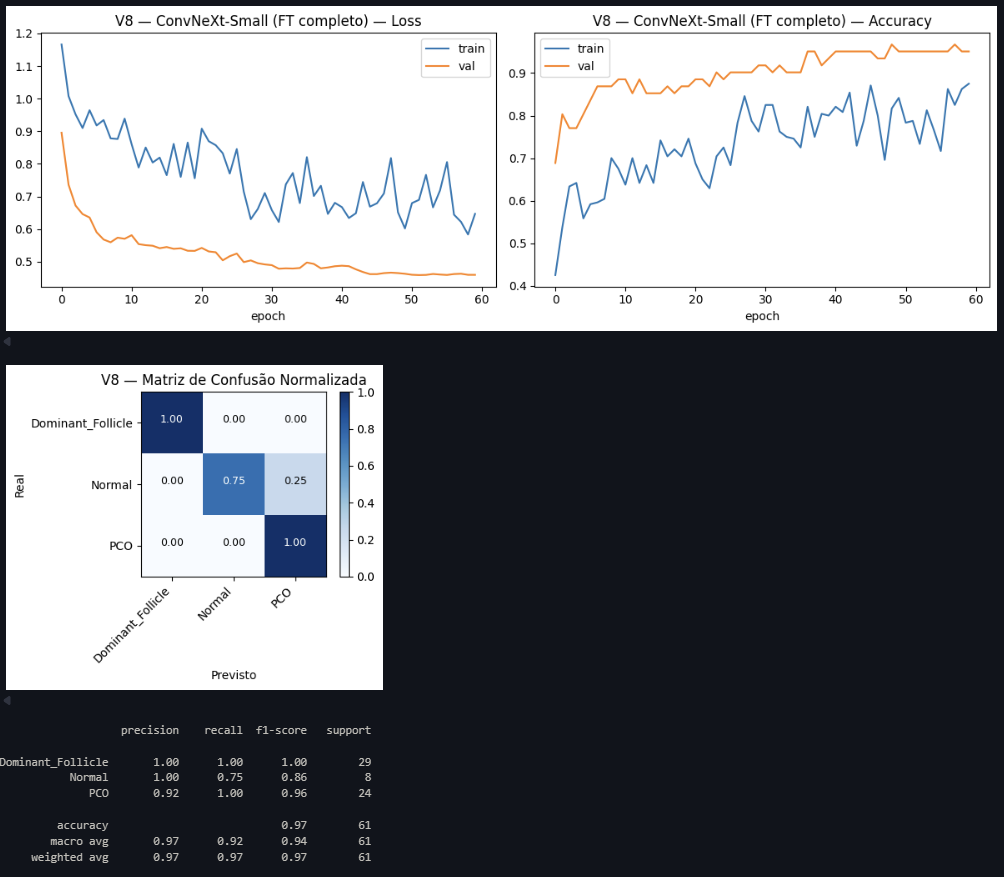 V8 — ConvNeXt-Small (FT completo) — Loss
1.2
1.1
1.0
0.9
0.8
0.7
0.6
0.5
0 10 20 30 40 50 60
epoch
train
val
V8 — ConvNeXt-Small (FT completo) — Accuracy
0.9
0.8
0.7
0.6
0.5
0.4
0 10 20 30 40 50 60
epoch
train
val
V8 — Matriz de Confusão Normalizada
Real
Dominant_Follicle 1.00 0.00 0.00
Normal 0.00 0.75 0.25
PCO 0.00 0.00 1.00
Dominant_Follicle Normal PCO
Previsto
1.0
0.8
0.6
0.4
0.2
0.0
precision recall f1-score support
Dominant_Follicle 1.00 1.00 1.00 29
Normal 1.00 0.75 0.86 8
PCO 0.92 1.00 0.96 24
accuracy 0.97 61
macro avg 0.97 0.92 0.94 61
weighted avg 0.97 0.97 0.97 61